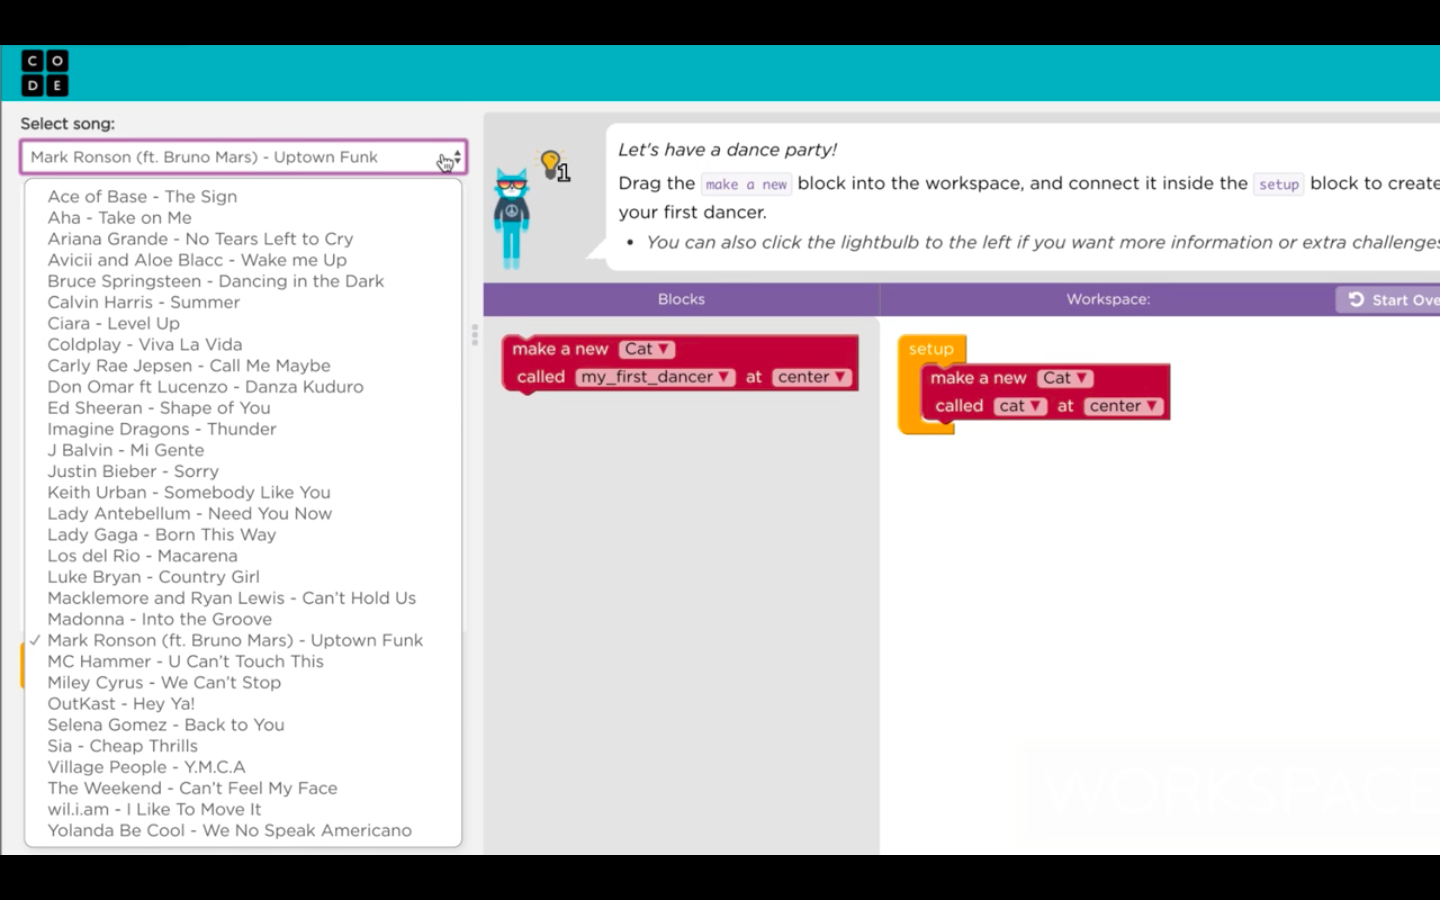 C O
D E
Select song:
Mark Ronson (ft. Bruno Mars) - Uptown Funk
Ace of Base - The Sign
Aha - Take on Me
Ariana Grande - No Tears Left to Cry
Avicii and Aloe Blacc - Wake me Up
Bruce Springsteen - Dancing in the Dark
Calvin Harris - Summer
Ciara - Level Up
Coldplay - Viva La Vida
Carly Rae Jepsen - Call Me Maybe
Don Omar ft Lucenzo - Danza Kuduro
Ed Sheeran - Shape of You
Imagine Dragons - Thunder
J Balvin - Mi Gente
Justin Bieber - Sorry
Keith Urban - Somebody Like You
Lady Antebellum - Need You Now
Lady Gaga - Born This Way
Los del Rio - Macarena
Luke Bryan - Country Girl
Macklemore and Ryan Lewis - Can't Hold Us
Madonna - Into the Groove
✓ Mark Ronson (ft. Bruno Mars) - Uptown Funk
MC Hammer - U Can't Touch This
Miley Cyrus - We Can't Stop
OutKast - Hey Ya!
Selena Gomez - Back to You
Sia - Cheap Thrills
Village People - Y.M.C.A
The Weekend - Can't Feel My Face
wil.i.am - I Like To Move It
Yolanda Be Cool - We No Speak Americano
1
Let's have a dance party!
Drag the make a new block into the workspace, and connect it inside the setup block to create
your first dancer.
• You can also click the lightbulb to the left if you want more information or extra challenges
Blocks
Workspace:
Start Ove
make a new Cat ▼
called my_first_dancer ▼ at center ▼
setup
make a new Cat ▼
called cat ▼ at center ▼
WORKSPACE